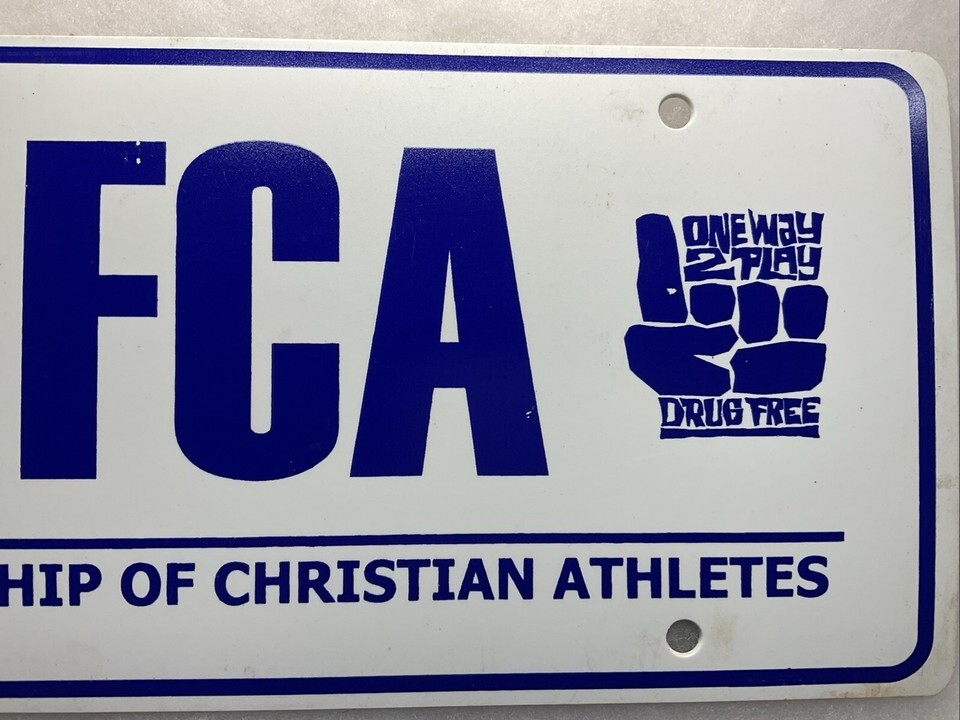 FCA
ONE WAY
2 PLAY
DRUG FREE
HIP OF CHRISTIAN ATHLETES